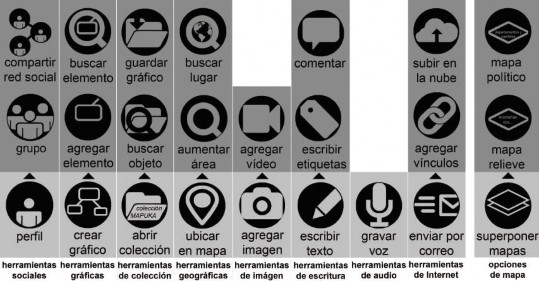 compartir
red social
buscar
elemento
guardar
gráfico
buscar
lugar
comentar
subir en
la nube
mapa
político
grupo
agregar
elemento
buscar
objeto
aumentar
área
agregar
vídeo
escribir
etiquetas
agregar
vínculos
mapa
relieve
perfil
crear
gráfico
colección
MAPUKA
abrir
colección
ubicar
en mapa
agregar
imagen
escribir
texto
gravar
voz
enviar por
correo
superponer
mapas
herramientas
sociales
herramientas
gráficas
herramientas
de colección
herramientas
geográficas
herramientas
de imágen
herramientas
de escritura
herramientas
de audio
herramientas
de Internet
opciones
de mapa